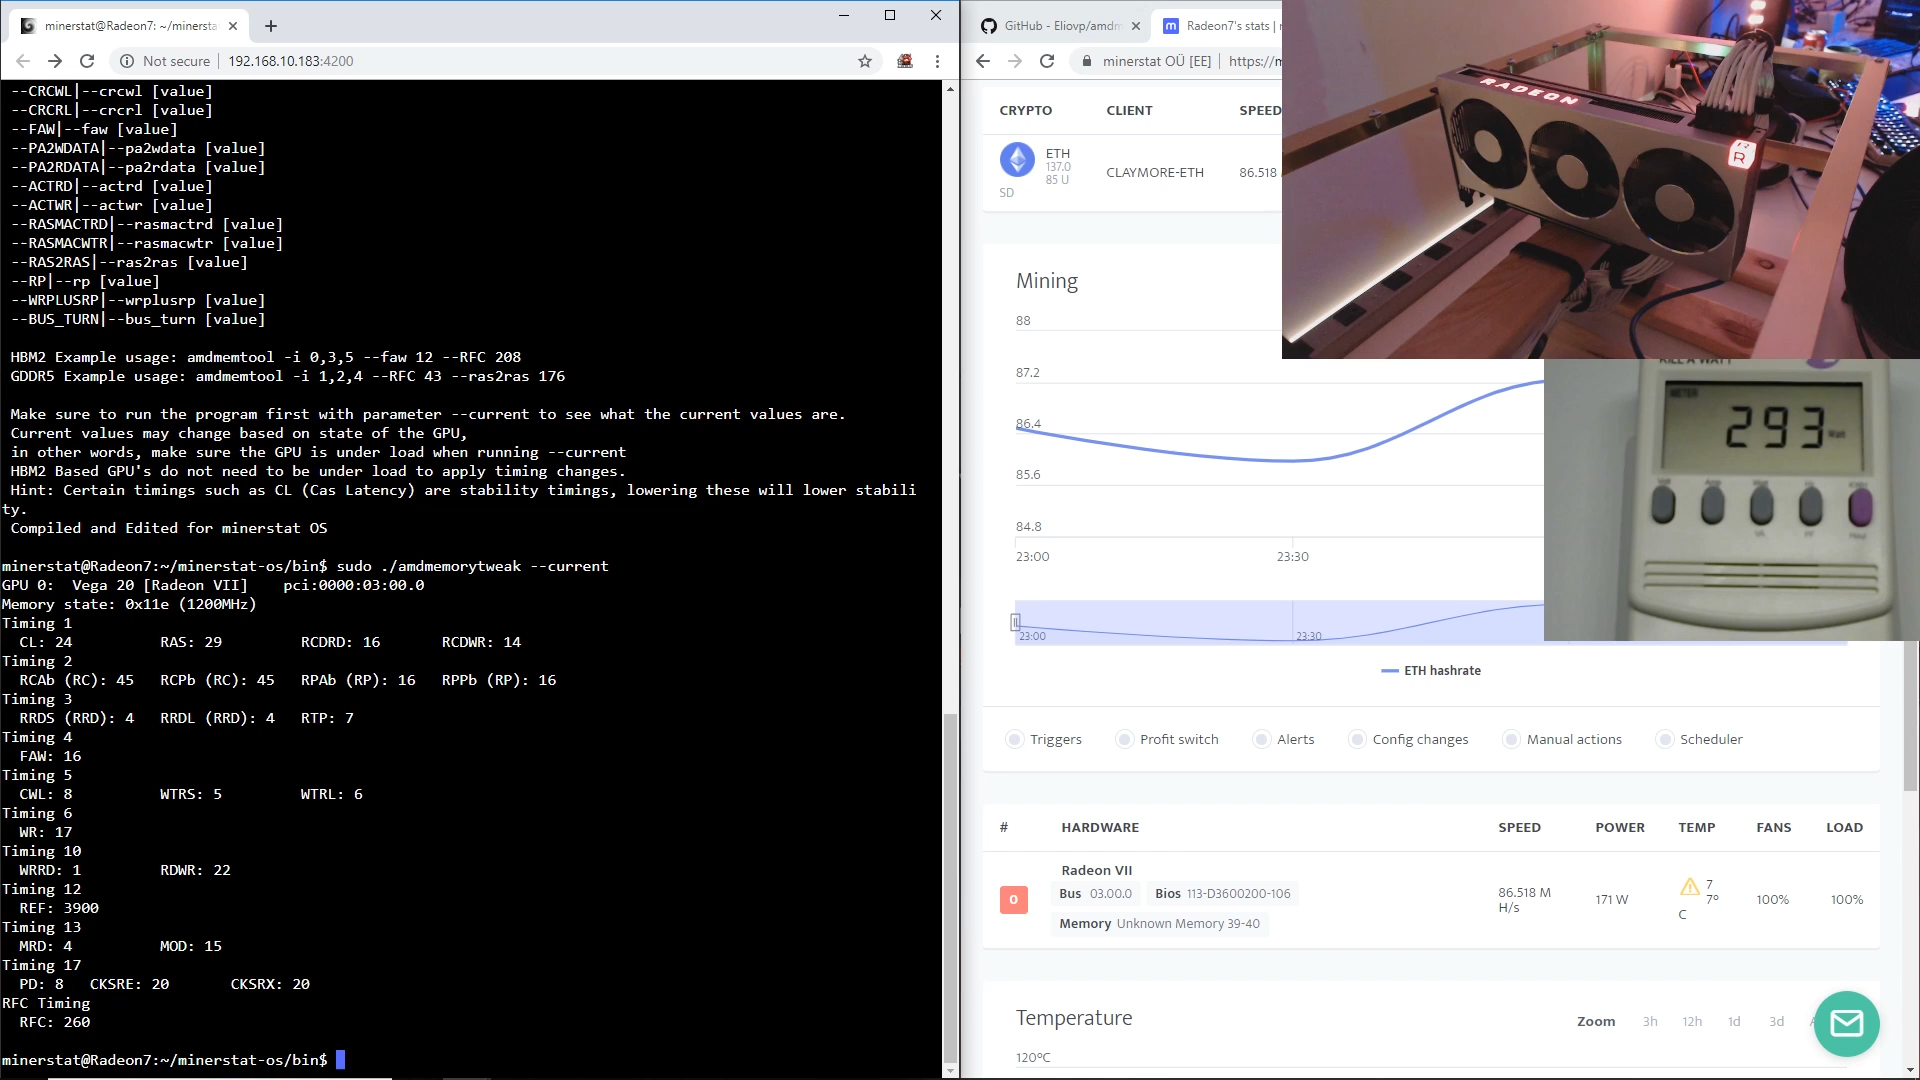 minerstat@Radeon7: ~/minersta
Not secure
192.168.10.183:4200
--CRCWL|--crcwl [value]
--CRCRL|--crcrl [value]
--FAW|--faw [value]
--PA2WDATA|--pa2wdata [value]
--PA2RDATA|--pa2rdata [value]
--ACTRD|--actrd [value]
--ACTWR|--actwr [value]
--RASMACTRD|--rasmactrd [value]
--RASMACWTR|--rasmacwtr [value]
--RAS2RAS|--ras2ras [value]
--RP|--rp [value]
--WRPLUSRP|--wrplusrp [value]
--BUS_TURN|--bus_turn [value]
HBM2 Example usage: amdmemtool -i 0,3,5 --faw 12 --RFC 208
GDDR5 Example usage: amdmemtool -i 1,2,4 --RFC 43 --ras2ras 176
Make sure to run the program first with parameter --current to see what the current values are.
Current values may change based on state of the GPU,
in other words, make sure the GPU is under load when running --current
HBM2 Based GPU's do not need to be under load to apply timing changes.
Hint: Certain timings such as CL (Cas Latency) are stability timings, lowering these will lower stabili
ty.
Compiled and Edited for minerstat OS
minerstat@Radeon7:~/minerstat-os/bin$ sudo ./amdmemorytweak --current
GPU 0: Vega 20 [Radeon VII] pci:0000:03:00.0
Memory state: 0x11e (1200MHz)
Timing 1
CL: 24 RAS: 29 RCDRD: 16 RCDWR: 14
Timing 2
RCAb (RC): 45 RCPb (RC): 45 RPAb (RP): 16 RPPb (RP): 16
Timing 3
RRDS (RRD): 4 RRDL (RRD): 4 RTP: 7
Timing 4
FAW: 16
Timing 5
CWL: 8 WTRS: 5 WTRL: 6
Timing 6
WR: 17
Timing 10
WRRD: 1 RDWR: 22
Timing 12
REF: 3900
Timing 13
MRD: 4 MOD: 15
Timing 17
PD: 8 CKSRE: 20 CKSRX: 20
RFC Timing
RFC: 260
minerstat@Radeon7:~/minerstat-os/bin$
GitHub - Eliovp/amdm
m Radeon7's stats |
minerstat OÜ [EE] https://m
CRYPTO CLIENT SPEED
ETH
137.0
85 U
SD
CLAYMORE-ETH
86.518
RADEON
R
Mining
88
87.2
86.4
85.6
84.8
23:00 23:30
23:00 23:30
ETH hashrate
KILL A WATT
METER
293
Triggers Profit switch Alerts Config changes Manual actions Scheduler
# HARDWARE SPEED POWER TEMP FANS LOAD
0
Radeon VII
Bus 03.00.0 Bios 113-D3600200-106
Memory Unknown Memory 39-40
86.518 M
H/s
171 W
7
7°
C
100%
100%
Temperature
Zoom 3h 12h 1d 3d
120ºC